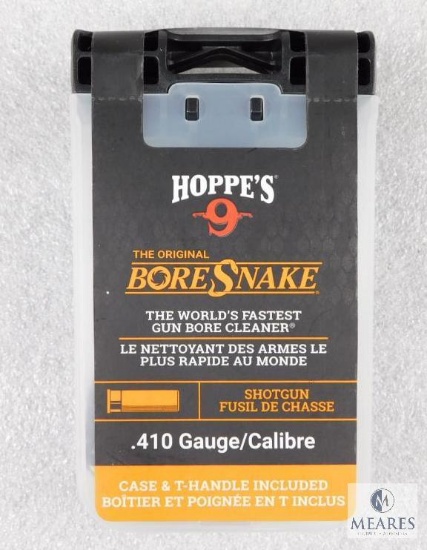 HOPPE'S
9
THE ORIGINAL
BORESNAKE®
THE WORLD'S FASTEST
GUN BORE CLEANER®
LE NETTOYANT DES ARMES LE
PLUS RAPIDE AU MONDE
SHOTGUN
FUSIL DE CHASSE
.410 Gauge/Calibre
CASE & T-HANDLE INCLUDED
BOÎTIER ET POIGNÉE EN T INCLUS
M
MEARES